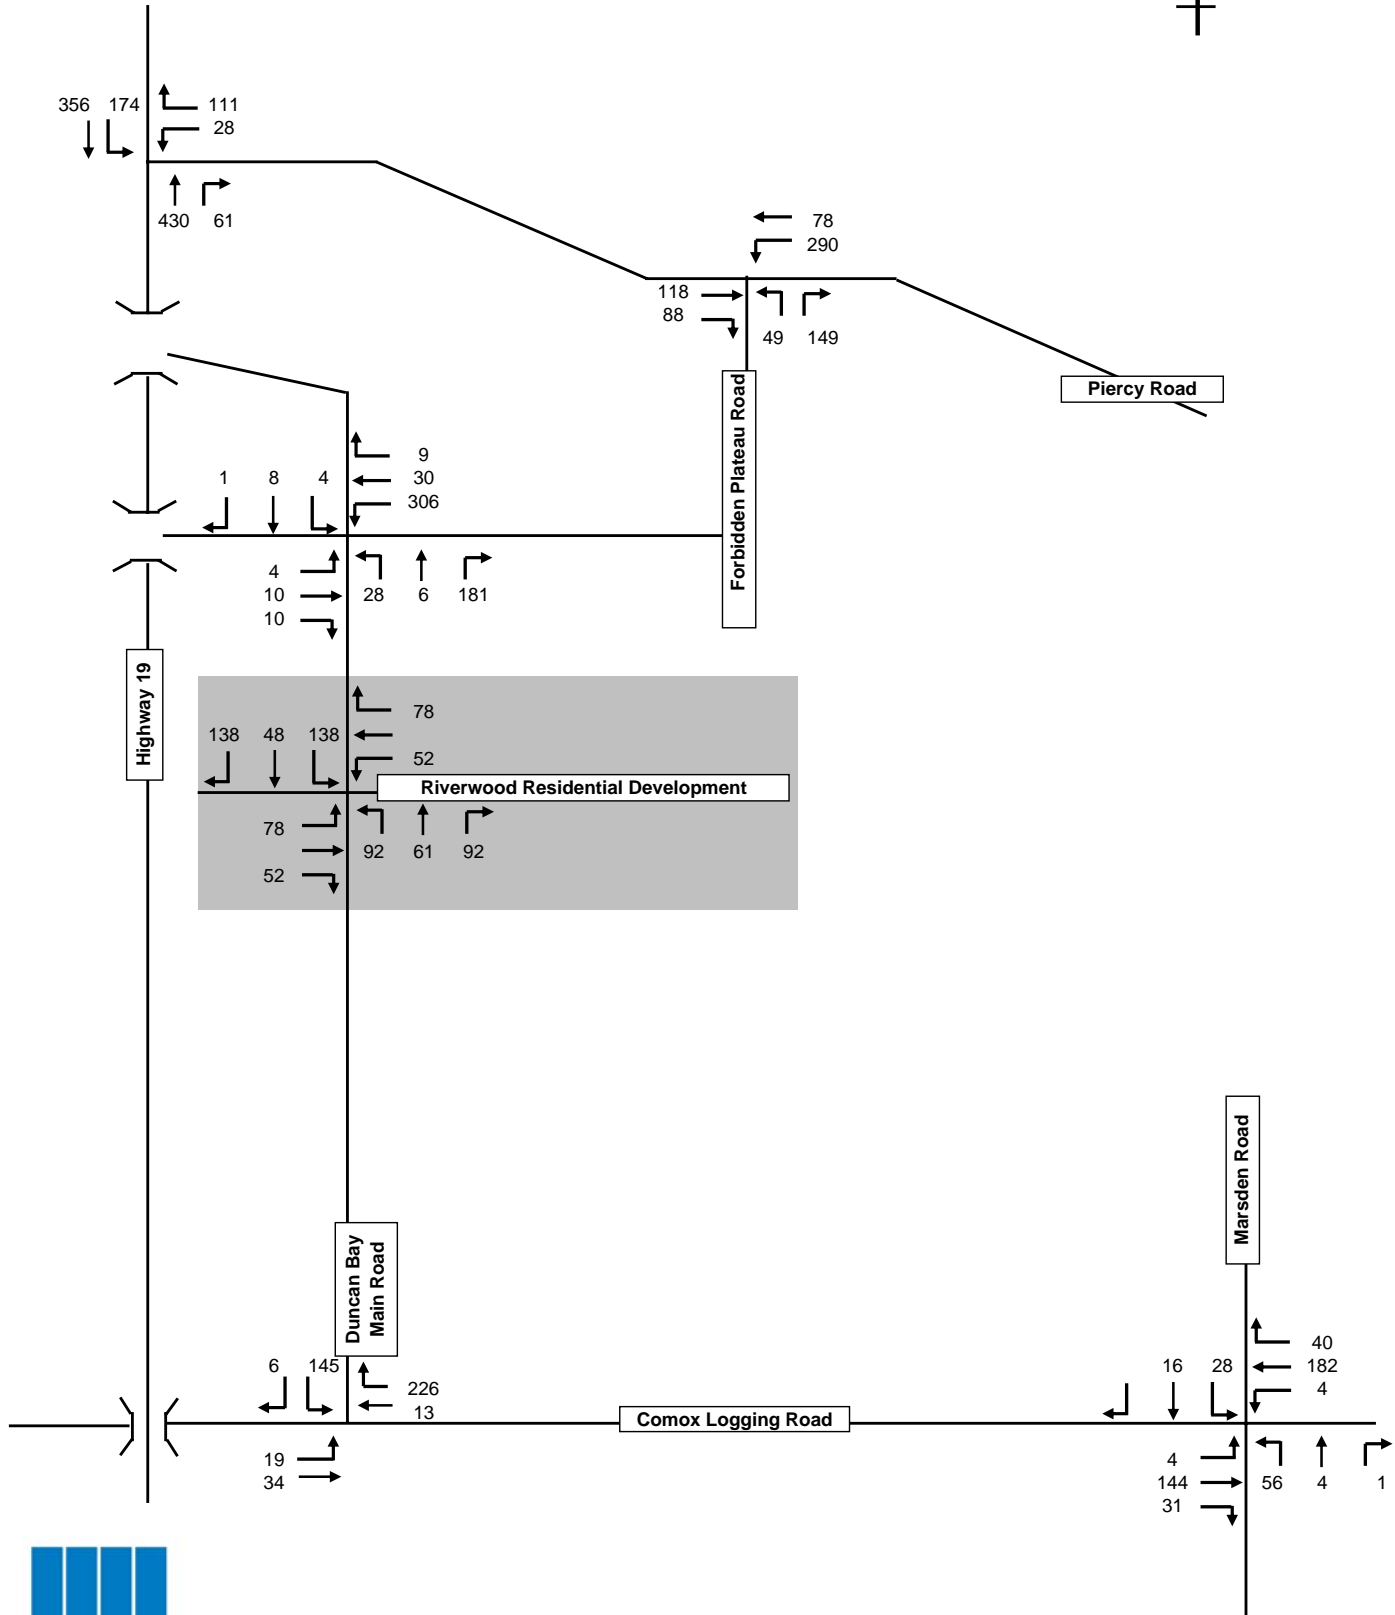 356 174 111
28
430 61
78
290
118
88
49 149
Piercy Road
Forbidden Plateau Road
9
1 8 4 30
306
4
10 28 6 181
10
Highway 19
78
138 48 138
52
Riverwood Residential Development
78
92 61 92
52
Marsden Road
Duncan Bay
Main Road
40
6 145 16 28 182
226 4
13
Comox Logging Road
19 4
34 144 56 4 1
31